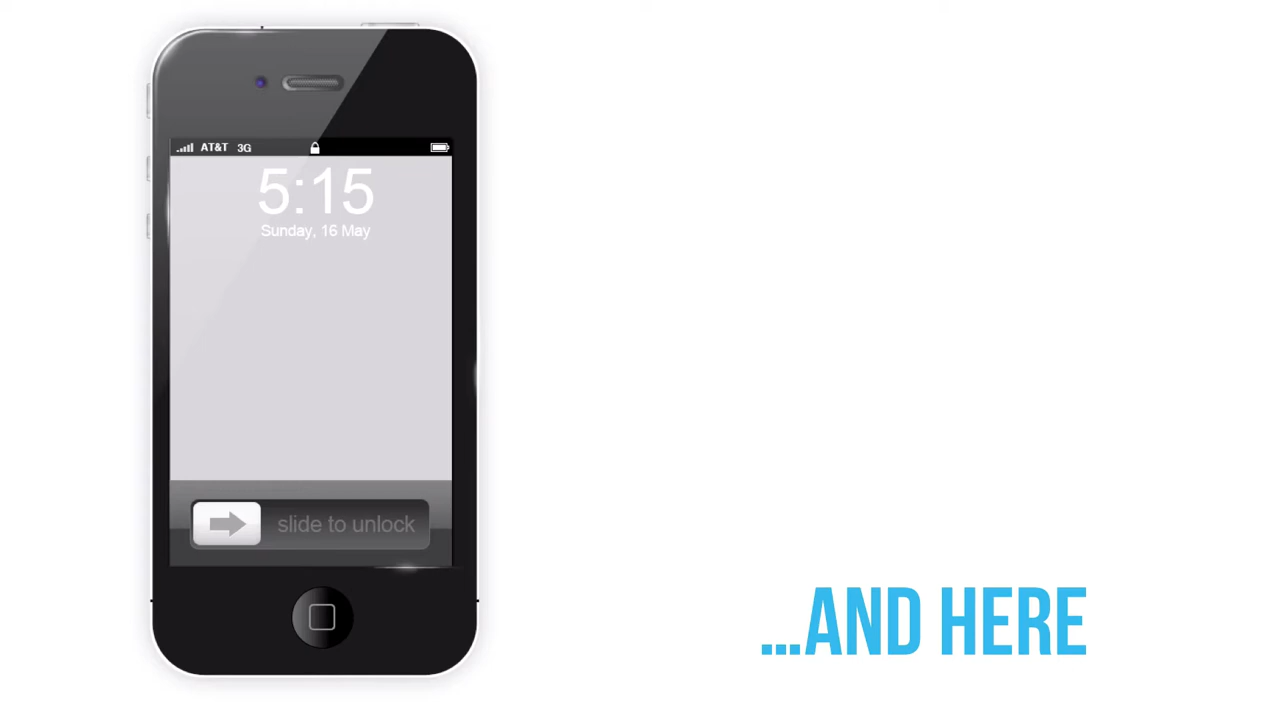 AT&T 3G
5:15
Sunday, 16 May
slide to unlock
...AND HERE